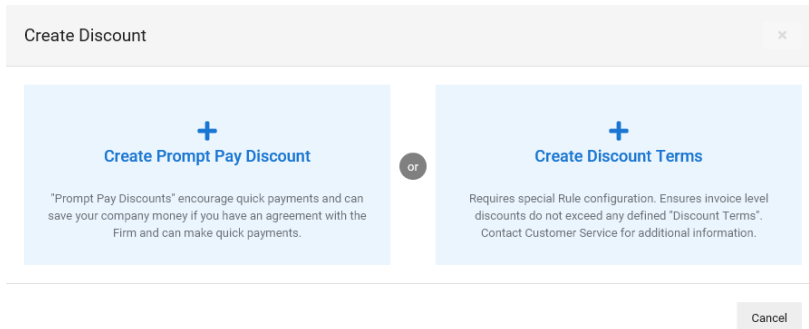 Create Discount
×
Create Prompt Pay Discount
"Prompt Pay Discounts" encourage quick payments and can
save your company money if you have an agreement with the
Firm and can make quick payments.
or
Create Discount Terms
Requires special Rule configuration. Ensures invoice level
discounts do not exceed any defined "Discount Terms".
Contact Customer Service for additional information.
Cancel